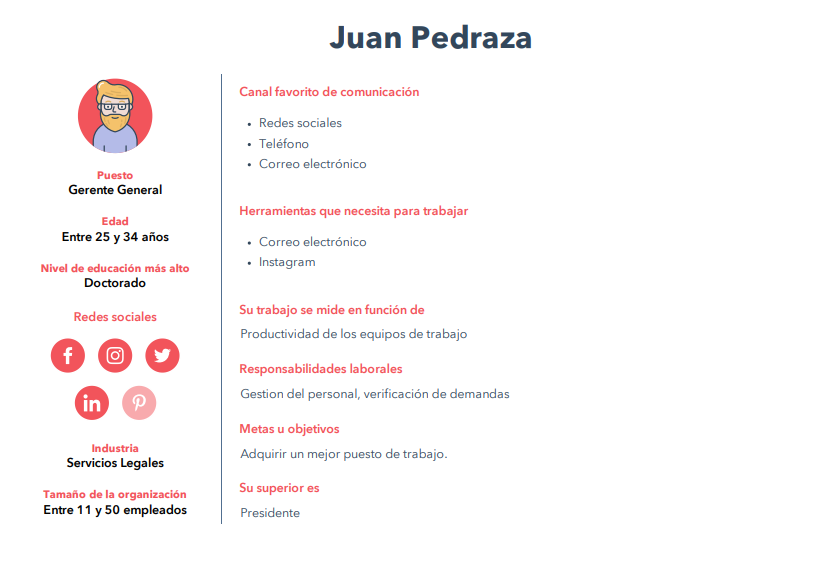 Juan Pedraza
Puesto
Gerente General
Edad
Entre 25 y 34 años
Nivel de educación más alto
Doctorado
Redes sociales
Industria
Servicios Legales
Tamaño de la organización
Entre 11 y 50 empleados
Canal favorito de comunicación
• Redes sociales
• Teléfono
• Correo electrónico
Herramientas que necesita para trabajar
• Correo electrónico
• Instagram
Su trabajo se mide en función de
Productividad de los equipos de trabajo
Responsabilidades laborales
Gestion del personal, verificación de demandas
Metas u objetivos
Adquirir un mejor puesto de trabajo.
Su superior es
Presidente